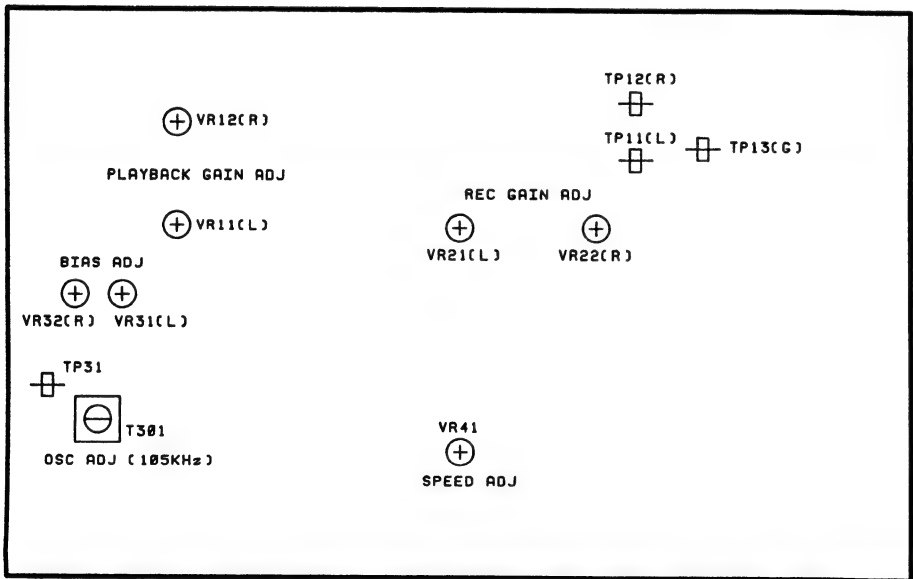 TP12(R)
VR12(R)
TP11(L)
TP13(G)
PLAYBACK GAIN ADJ
REC GAIN ADJ
VR11(L)
VR21(L)
VR22(R)
BIAS ADJ
VR32(R)
VR31(L)
TP31
T301
OSC ADJ (105KHz)
VR41
SPEED ADJ